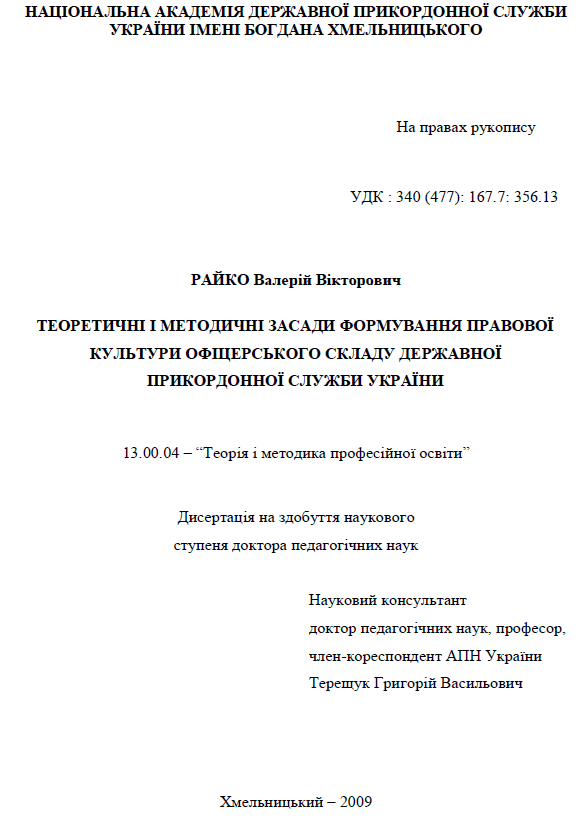 НАЦІОНАЛЬНА АКАДЕМІЯ ДЕРЖАВНОЇ ПРИКОРДОННОЇ СЛУЖБИ
УКРАЇНИ ІМЕНІ БОГДАНА ХМЕЛЬНИЦЬКОГО
На правах рукопису
УДК : 340 (477): 167.7: 356.13
РАЙКО Валерій Вікторович
ТЕОРЕТИЧНІ І МЕТОДИЧНІ ЗАСАДИ ФОРМУВАННЯ ПРАВОВОЇ
КУЛЬТУРИ ОФІЦЕРСЬКОГО СКЛАДУ ДЕРЖАВНОЇ
ПРИКОРДОННОЇ СЛУЖБИ УКРАЇНИ
13.00.04 – “Теорія і методика професійної освіти”
Дисертація на здобуття наукового
ступеня доктора педагогічних наук
Науковий консультант
доктор педагогічних наук, професор,
член-кореспондент АПН України
Терещук Григорій Васильович
Хмельницький – 2009